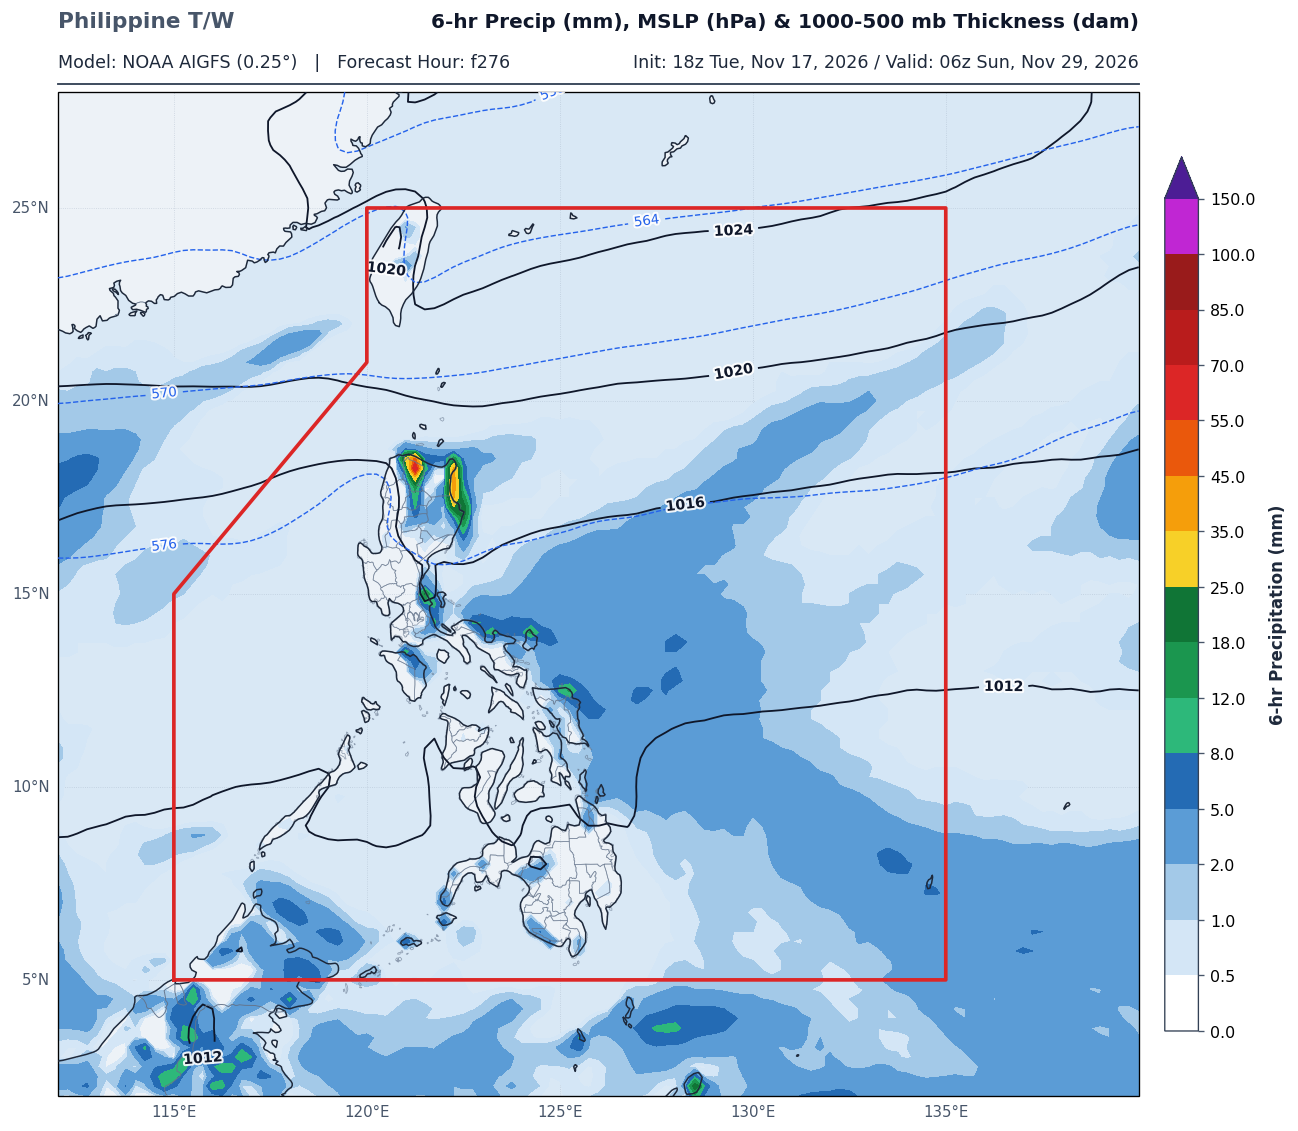 Philippine T/W
6-hr Precip (mm), MSLP (hPa) & 1000-500 mb Thickness (dam)
Model: NOAA AIGFS (0.25°) | Forecast Hour: f276
Init: 18z Tue, Nov 17, 2026 / Valid: 06z Sun, Nov 29, 2026
25°N
20°N
15°N
10°N
5°N
115°E
120°E
125°E
130°E
135°E
564
1024
1020
1020
570
1016
576
1012
1012
150.0
100.0
85.0
70.0
55.0
45.0
35.0
25.0
18.0
12.0
8.0
5.0
2.0
1.0
0.5
0.0
6-hr Precipitation (mm)